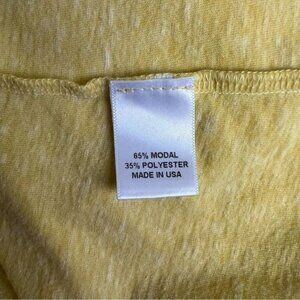 65% MODAL
35% POLYESTER
MADE IN USA